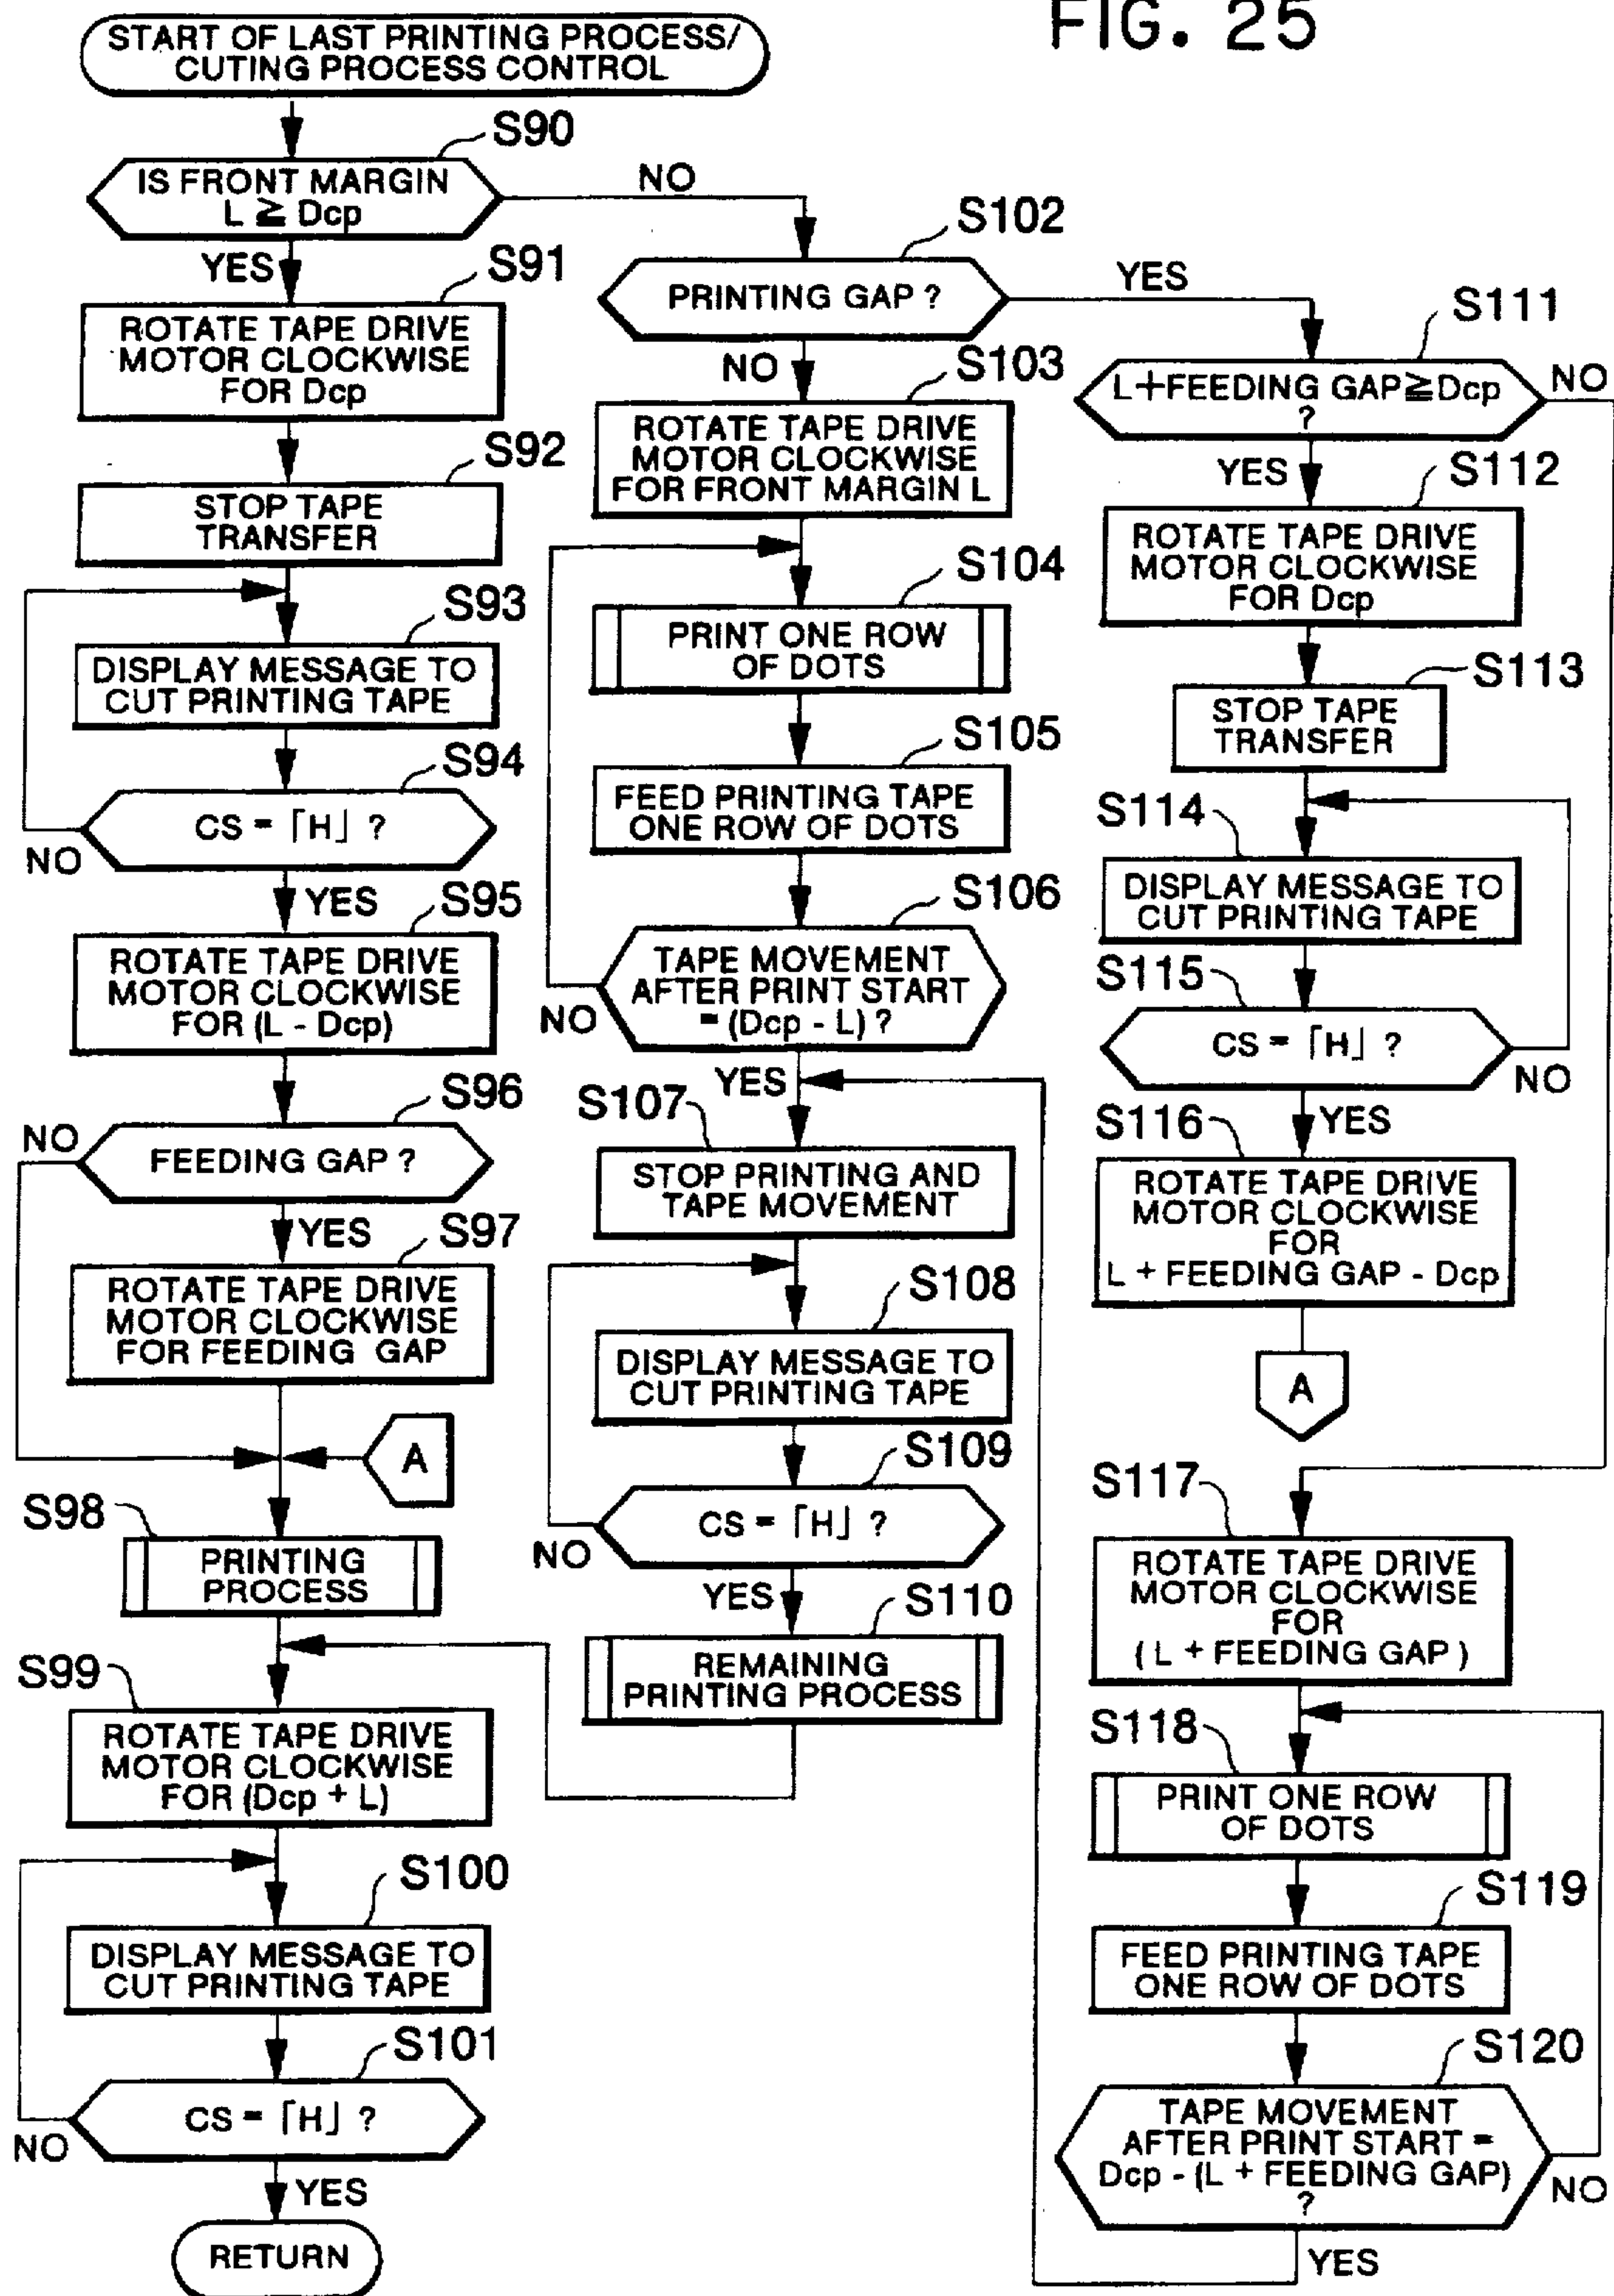 FIG. 25
START OF LAST PRINTING PROCESS/
CUTING PROCESS CONTROL
S90
IS FRONT MARGIN
L ≧ Dcp
NO
YES
S91
ROTATE TAPE DRIVE
MOTOR CLOCKWISE
FOR Dcp
S92
STOP TAPE
TRANSFER
S93
DISPLAY MESSAGE TO
CUT PRINTING TAPE
S94
CS = ｢H｣ ?
NO
YES
S95
ROTATE TAPE DRIVE
MOTOR CLOCKWISE
FOR (L - Dcp)
S96
NO
FEEDING GAP ?
YES
S97
ROTATE TAPE DRIVE
MOTOR CLOCKWISE
FOR FEEDING GAP
A
S98
PRINTING
PROCESS
S99
ROTATE TAPE DRIVE
MOTOR CLOCKWISE
FOR (Dcp + L)
S100
DISPLAY MESSAGE TO
CUT PRINTING TAPE
S101
CS = ｢H｣ ?
NO
YES
RETURN
S102
PRINTING GAP ?
YES
NO
S103
ROTATE TAPE DRIVE
MOTOR CLOCKWISE
FOR FRONT MARGIN L
S104
PRINT ONE ROW
OF DOTS
S105
FEED PRINTING TAPE
ONE ROW OF DOTS
S106
TAPE MOVEMENT
AFTER PRINT START
= (Dcp - L) ?
NO
YES
S107
STOP PRINTING AND
TAPE MOVEMENT
S108
DISPLAY MESSAGE TO
CUT PRINTING TAPE
S109
CS = ｢H｣ ?
NO
YES
S110
REMAINING
PRINTING PROCESS
S111
L+FEEDING GAP≧Dcp
?
NO
YES
S112
ROTATE TAPE DRIVE
MOTOR CLOCKWISE
FOR Dcp
S113
STOP TAPE
TRANSFER
S114
DISPLAY MESSAGE TO
CUT PRINTING TAPE
S115
CS = ｢H｣ ?
NO
YES
S116
ROTATE TAPE DRIVE
MOTOR CLOCKWISE
FOR
L + FEEDING GAP - Dcp
A
S117
ROTATE TAPE DRIVE
MOTOR CLOCKWISE
FOR
( L + FEEDING GAP )
S118
PRINT ONE ROW
OF DOTS
S119
FEED PRINTING TAPE
ONE ROW OF DOTS
S120
TAPE MOVEMENT
AFTER PRINT START =
Dcp - (L + FEEDING GAP)
?
NO
YES